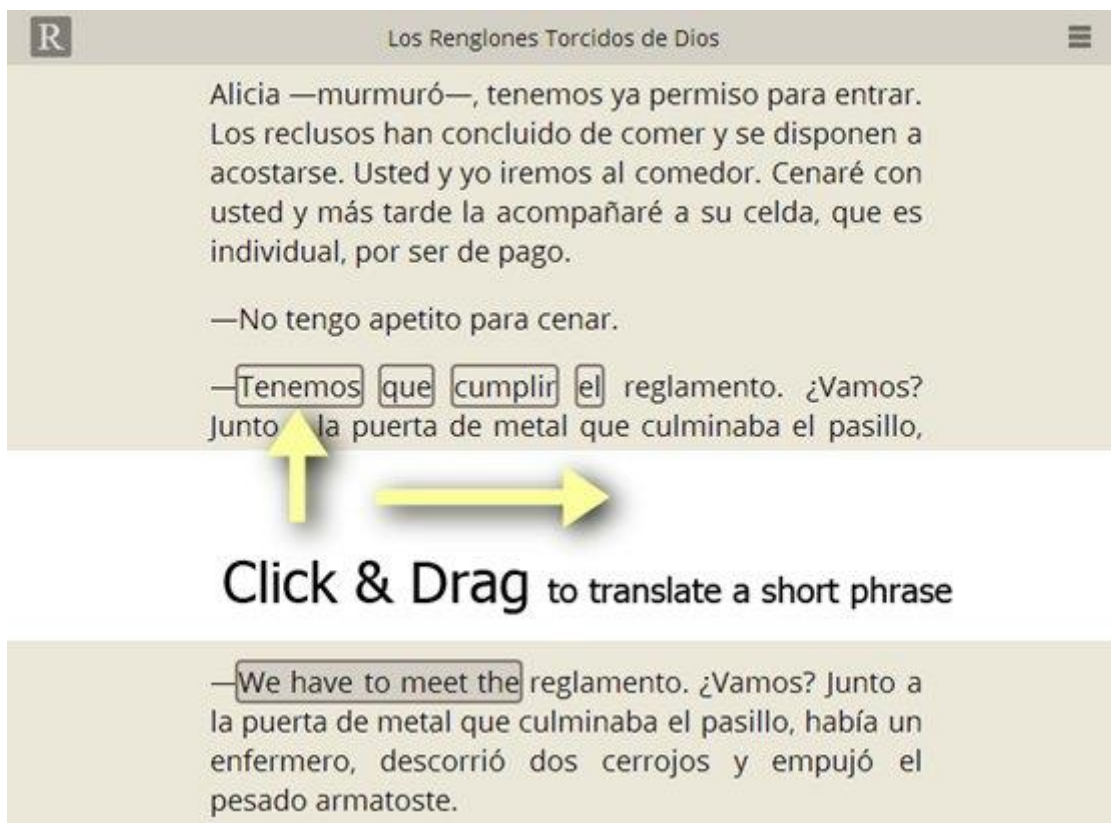 R
Los Renglones Torcidos de Dios
Alicia —murmuró—, tenemos ya permiso para entrar.
Los reclusos han concluido de comer y se disponen a
acostarse. Usted y yo iremos al comedor. Cenaré con
usted y más tarde la acompañaré a su celda, que es
individual, por ser de pago.
—No tengo apetito para cenar.
—Tenemos que cumplir el reglamento. ¿Vamos?
Junto la puerta de metal que culminaba el pasillo,
Click & Drag to translate a short phrase
—We have to meet the reglamento. ¿Vamos? Junto a
la puerta de metal que culminaba el pasillo, había un
enfermero, descorrió dos cerrojos y empujó el
pesado armatoste.